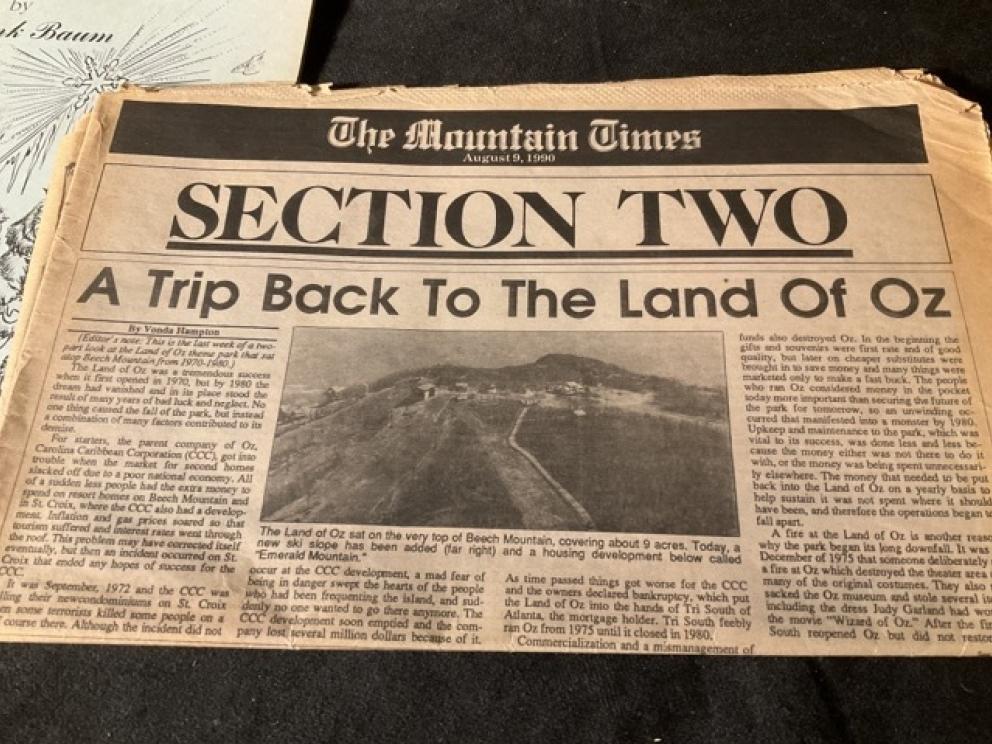 by
nk Baum
The Mountain Times
August 9, 1990
SECTION TWO
A Trip Back To The Land Of Oz
By Vonda Hampton
(Editor's note: This is the last week of a two-
part look at the Land of Oz theme park that sat
atop Beech Mountain from 1970-1980.)
The Land of Oz was a tremendous success
when it first opened in 1970, but by 1980 the
dream had vanished and in its place stood the
result of many years of bad luck and neglect. No
one thing caused the fall of the park, but instead
a combination of many factors contributed to its
demise.
For starters, the parent company of Oz,
Carolina Caribbean Corporation (CCC), got into
trouble when the market for second homes
slacked off due to a poor national economy. All
of a sudden less people had the extra money to
spend on resort homes on Beech Mountain and
in St. Croix, where the CCC also had a develop-
ment. Inflation and gas prices soared so that
tourism suffered and interest rates went through
the roof. This problem may have corrected itself
eventually, but then an incident occurred on St.
Croix that ended any hopes of success for the
CCC.
It was September, 1972 and the CCC was
lling their new condominiums on St. Croix
en some terrorists killed some people on a
course there. Although the incident did not
The Land of Oz sat on the very top of Beech Mountain, covering about 9 acres. Today, a
new ski slope has been added (far right) and a housing development below called
"Emerald Mountain."
occur at the CCC development, a mad fear of
being in danger swept the hearts of the people
who had been frequenting the island, and sud-
denly no one wanted to go there anymore. The
CCC development soon emptied and the com-
pany lost several million dollars because of it.
As time passed things got worse for the CCC
and the owners declared bankruptcy, which put
the Land of Oz into the hands of Tri South of
Atlanta, the mortgage holder. Tri South feebly
ran Oz from 1975 until it closed in 1980.
Commercialization and a mismanagement of
funds also destroyed Oz. In the beginning the
gifts and souvenirs were first rate and of good
quality, but later on cheaper substitutes were
brought in to save money and many things were
marketed only to make a fast buck. The people
who ran Oz considered money in the pocket
today more important than securing the future of
the park for tomorrow, so an unwinding oc-
curred that manifested into a monster by 1980.
Upkeep and maintenance to the park, which was
vital to its success, was done less and less be-
cause the money either was not there to do it
with, or the money was being spent unnecessari-
ly elsewhere. The money that needed to be put
back into the Land of Oz on a yearly basis to
help sustain it was not spent where it should
have been, and therefore the operations began to
fall apart.
A fire at the Land of Oz is another reaso
why the park began its long downfall. It was
December of 1975 that someone deliberately
a fire at Oz which destroyed the theater area
many of the original costumes. They also
sacked the Oz museum and stole several it
including the dress Judy Garland had wo
the movie "Wizard of Oz." After the fi
South reopened Oz but did not restor